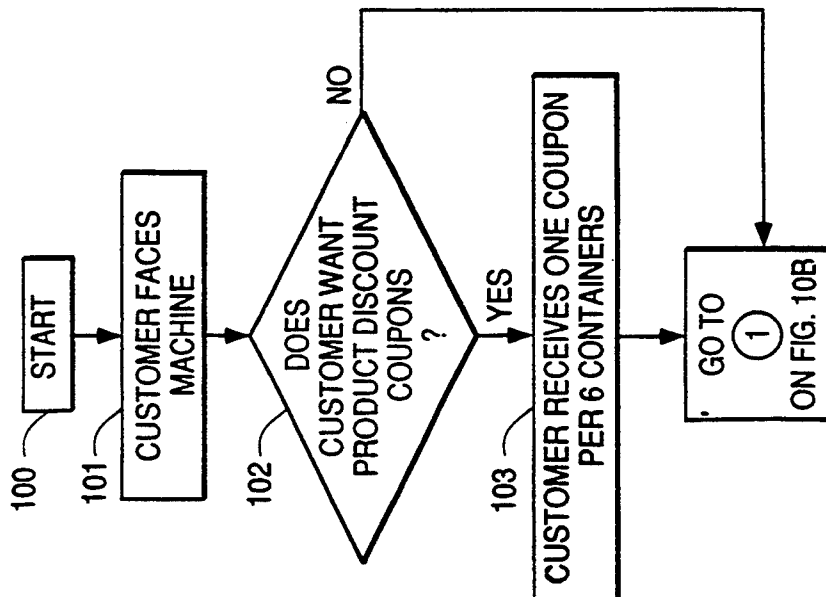 100
START
101
CUSTOMER FACES
MACHINE
102
DOES
CUSTOMER WANT
PRODUCT DISCOUNT
COUPONS
?
NO
YES
103
CUSTOMER RECEIVES ONE COUPON
PER 6 CONTAINERS
GO TO
1
ON FIG. 10B